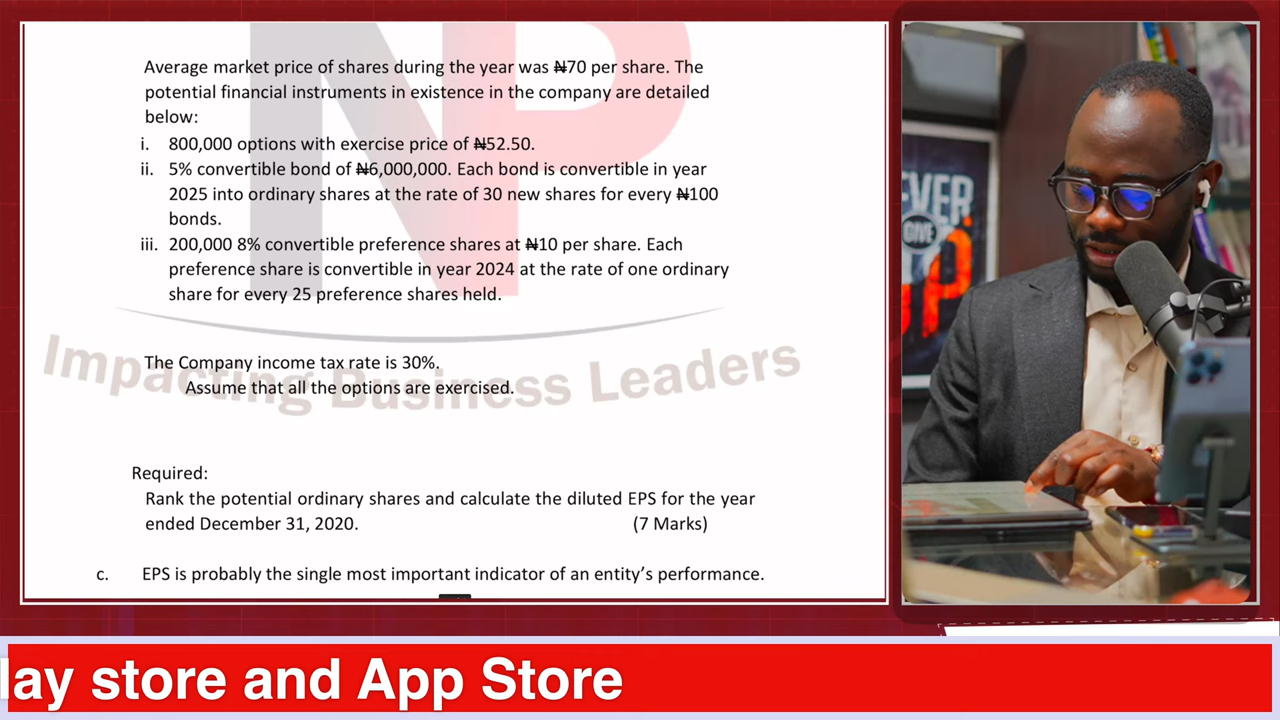 Average market price of shares during the year was ₦70 per share. The
potential financial instruments in existence in the company are detailed
below:
i. 800,000 options with exercise price of ₦52.50.
ii. 5% convertible bond of ₦6,000,000. Each bond is convertible in year
2025 into ordinary shares at the rate of 30 new shares for every ₦100
bonds.
iii. 200,000 8% convertible preference shares at ₦10 per share. Each
preference share is convertible in year 2024 at the rate of one ordinary
share for every 25 preference shares held.
The Company income tax rate is 30%.
Assume that all the options are exercised.
Impacting Business Leaders
Required:
Rank the potential ordinary shares and calculate the diluted EPS for the year
ended December 31, 2020. (7 Marks)
c. EPS is probably the single most important indicator of an entity’s performance.
NP
EVER
GIVE
UP
lay store and App Store